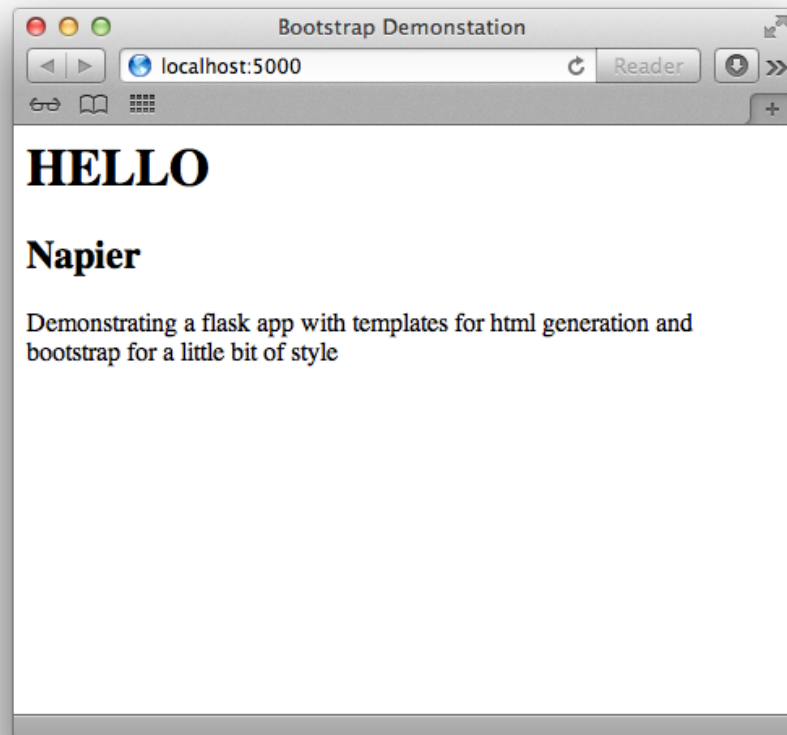 Bootstrap Demonstation
localhost:5000
Reader
HELLO
Napier
Demonstrating a flask app with templates for html generation and
bootstrap for a little bit of style